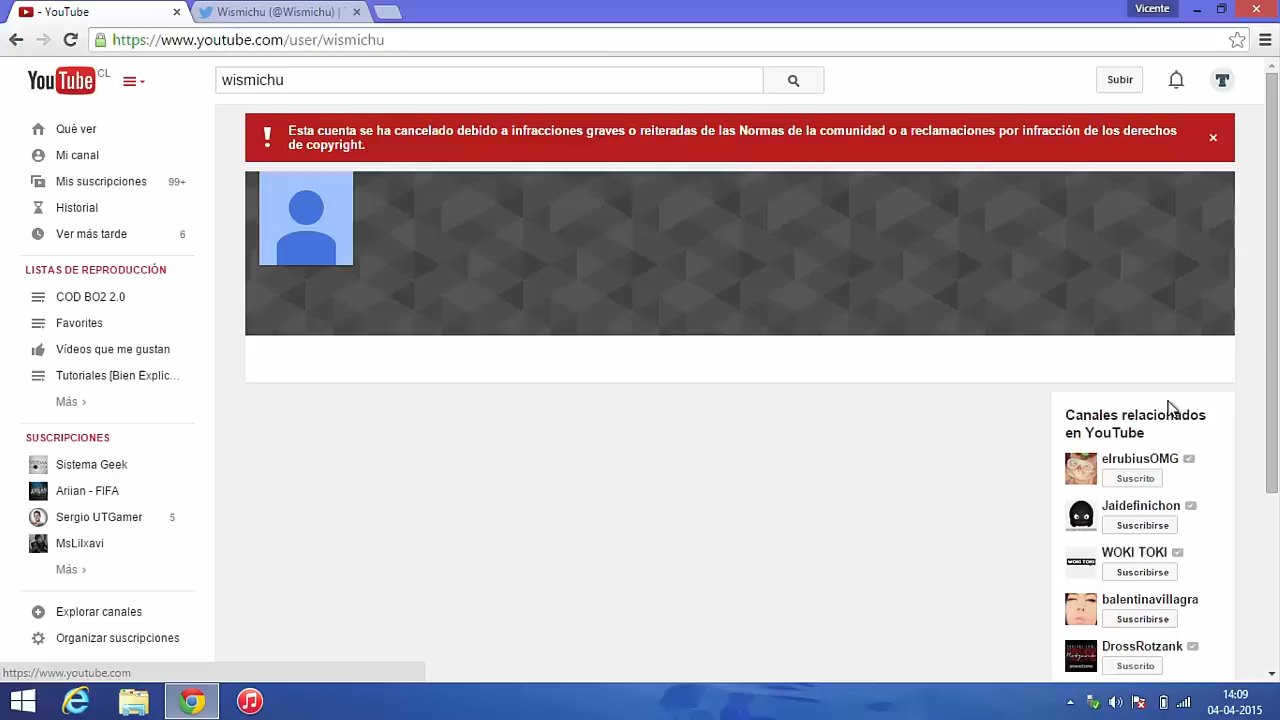 - YouTube
Wismichu (@Wismichu) |
Vicente
https://www.youtube.com/user/wismichu
YouTube CL
wismichu
Subir
Qué ver
Mi canal
Mis suscripciones 99+
Historial
Ver más tarde 6
LISTAS DE REPRODUCCIÓN
COD BO2 2.0
Favorites
Vídeos que me gustan
Tutoriales [Bien Explic...
Más ›
SUSCRIPCIONES
Sistema Geek
Ariian - FIFA
Sergio UTGamer 5
MsLilxavi
Más ›
Explorar canales
Organizar suscripciones
Esta cuenta se ha cancelado debido a infracciones graves o reiteradas de las Normas de la comunidad o a reclamaciones por infracción de los derechos
de copyright.
Canales relacionados
en YouTube
elrubiusOMG
Suscrito
Jaidefinichon
Suscribirse
WOKI TOKI
Suscribirse
balentinavillagra
Suscribirse
DrossRotzank
Suscrito
https://www.youtube.com
14:09
04-04-2015